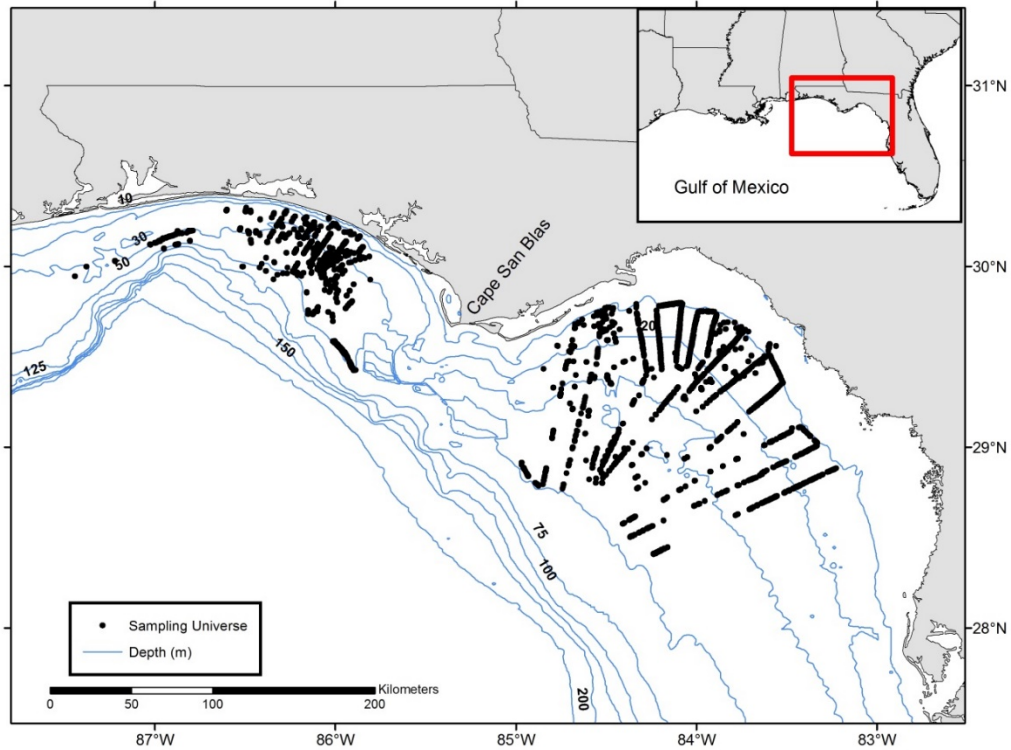 Gulf of Mexico
31°N
30°N
29°N
28°N
87°W
86°W
85°W
84°W
83°W
Cape San Blas
10
30
50
125
150
20
75
100
200
Sampling Universe
Depth (m)
Kilometers
0 50 100 200